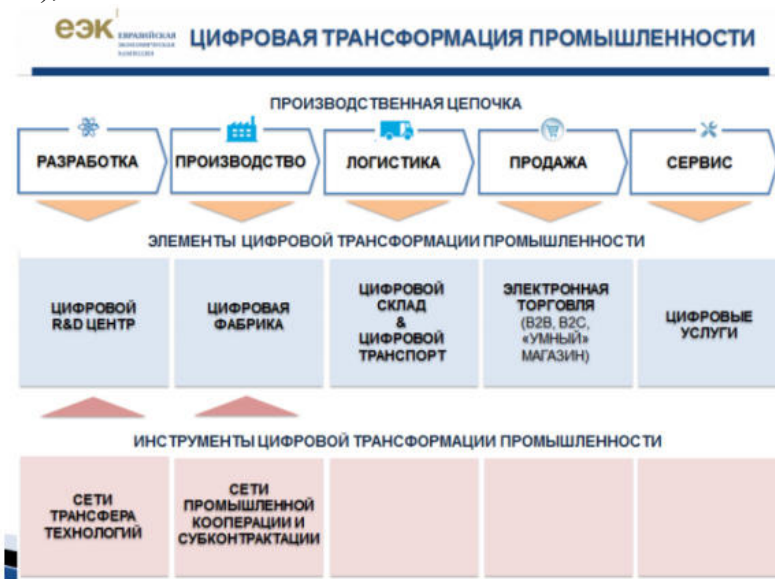 ЕЭК ЕВРАЗИЙСКАЯ
ЭКОНОМИЧЕСКАЯ
КОМИССИЯ
ЦИФРОВАЯ ТРАНСФОРМАЦИЯ ПРОМЫШЛЕННОСТИ
ПРОИЗВОДСТВЕННАЯ ЦЕПОЧКА
РАЗРАБОТКА
ПРОИЗВОДСТВО
ЛОГИСТИКА
ПРОДАЖА
СЕРВИС
ЭЛЕМЕНТЫ ЦИФРОВОЙ ТРАНСФОРМАЦИИ ПРОМЫШЛЕННОСТИ
ЦИФРОВОЙ
R&D ЦЕНТР
ЦИФРОВАЯ
ФАБРИКА
ЦИФРОВОЙ
СКЛАД
&
ЦИФРОВОЙ
ТРАНСПОРТ
ЭЛЕКТРОННАЯ
ТОРГОВЛЯ
(B2B, B2C,
«УМНЫЙ»
МАГАЗИН)
ЦИФРОВЫЕ
УСЛУГИ
ИНСТРУМЕНТЫ ЦИФРОВОЙ ТРАНСФОРМАЦИИ ПРОМЫШЛЕННОСТИ
СЕТИ
ТРАНСФЕРА
ТЕХНОЛОГИЙ
СЕТИ
ПРОМЫШЛЕННОЙ
КООПЕРАЦИИ И
СУБКОНТРАКТАЦИИ